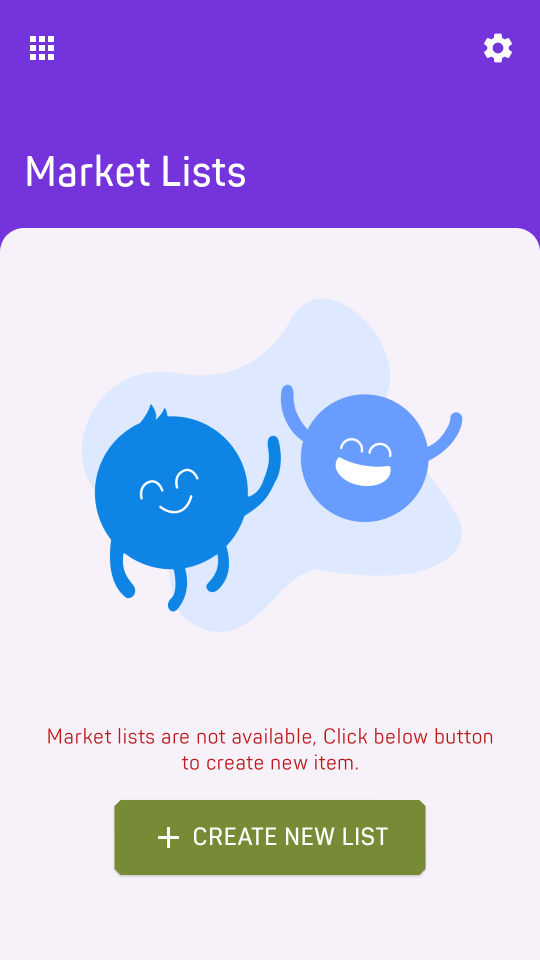 Market Lists
Market lists are not available, Click below button
to create new item.
CREATE NEW LIST